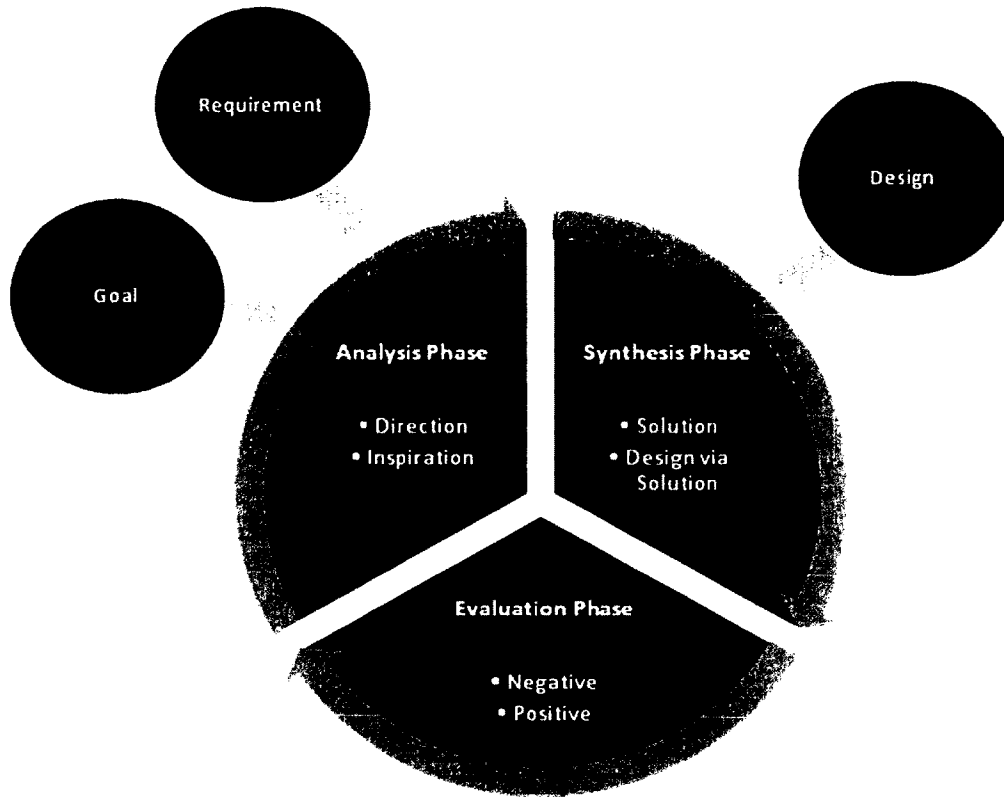 Requirement
Design
Goal
Analysis Phase
• Direction
• Inspiration
Synthesis Phase
• Solution
• Design via
Solution
Evaluation Phase
• Negative
• Positive